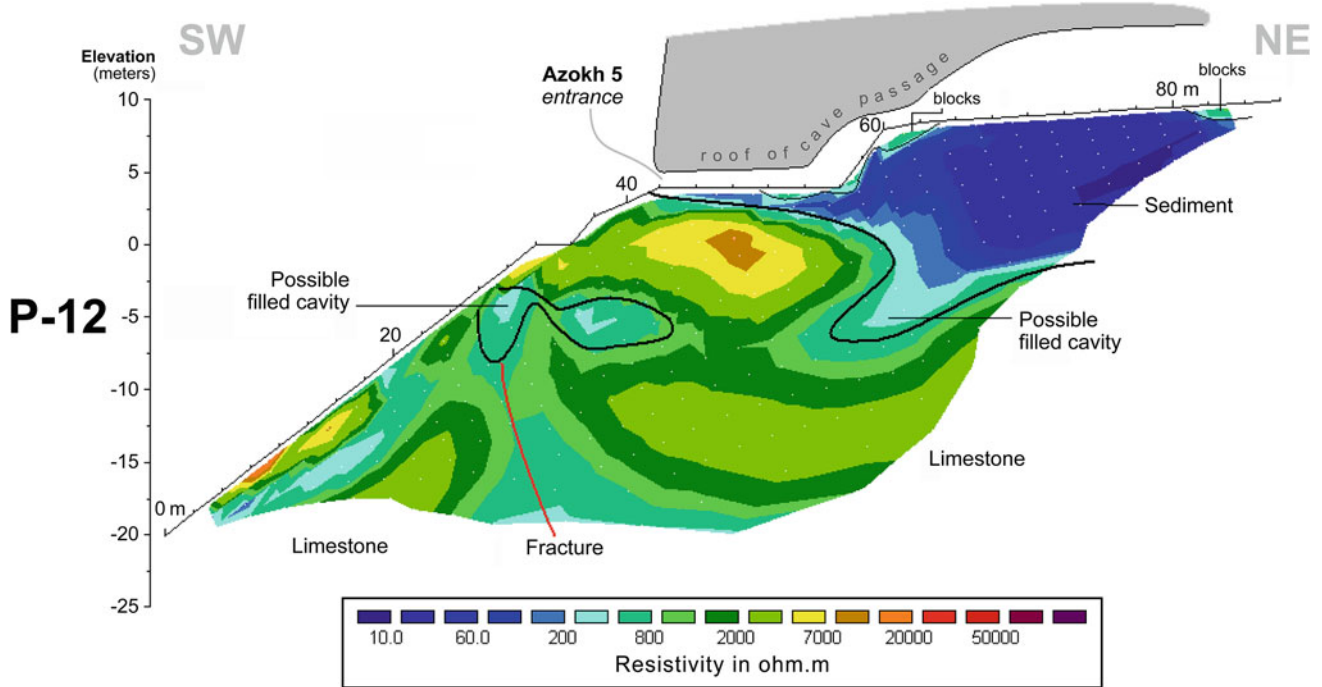 SW
NE
Elevation
(meters)
10
5
0
-5
-10
-15
-20
-25
P-12
Azokh 5
entrance
roof of cave passage
blocks
blocks
80 m
60
40
20
0 m
Sediment
Possible
filled cavity
Possible
filled cavity
Limestone
Limestone
Fracture
10.0 60.0 200 800 2000 7000 20000 50000
Resistivity in ohm.m